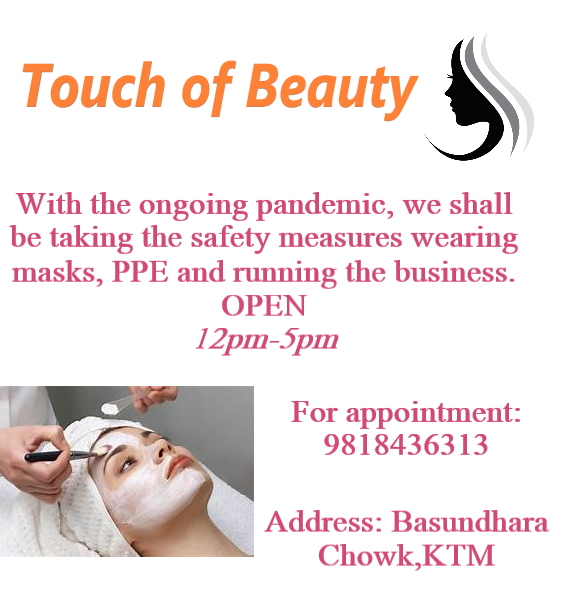 Touch of Beauty
With the ongoing pandemic, we shall
be taking the safety measures wearing
masks, PPE and running the business.
OPEN
12pm-5pm
For appointment:
9818436313
Address: Basundhara
Chowk,KTM